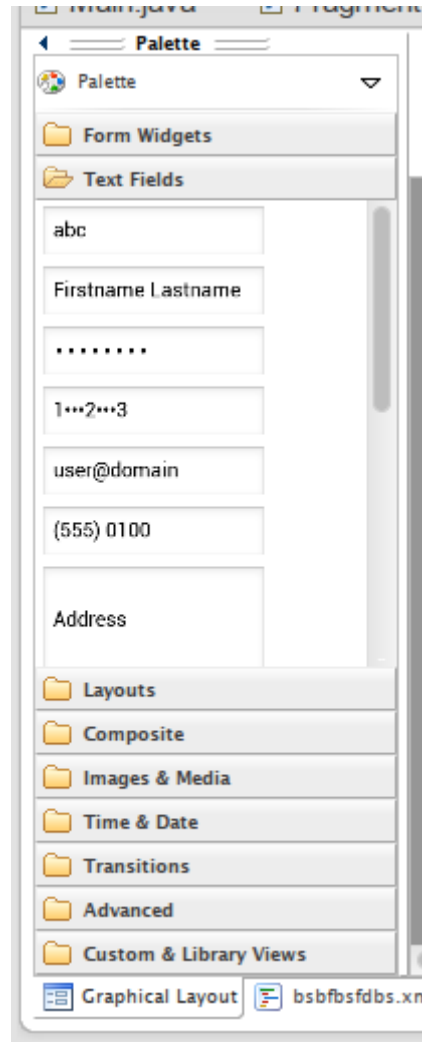 Main.java Fragment
Palette
Palette
Form Widgets
Text Fields
abc
Firstname Lastname
••••••••
1•••2•••3
user@domain
(555) 0100
Address
Layouts
Composite
Images & Media
Time & Date
Transitions
Advanced
Custom & Library Views
Graphical Layout bsbfbsfdbs.xm